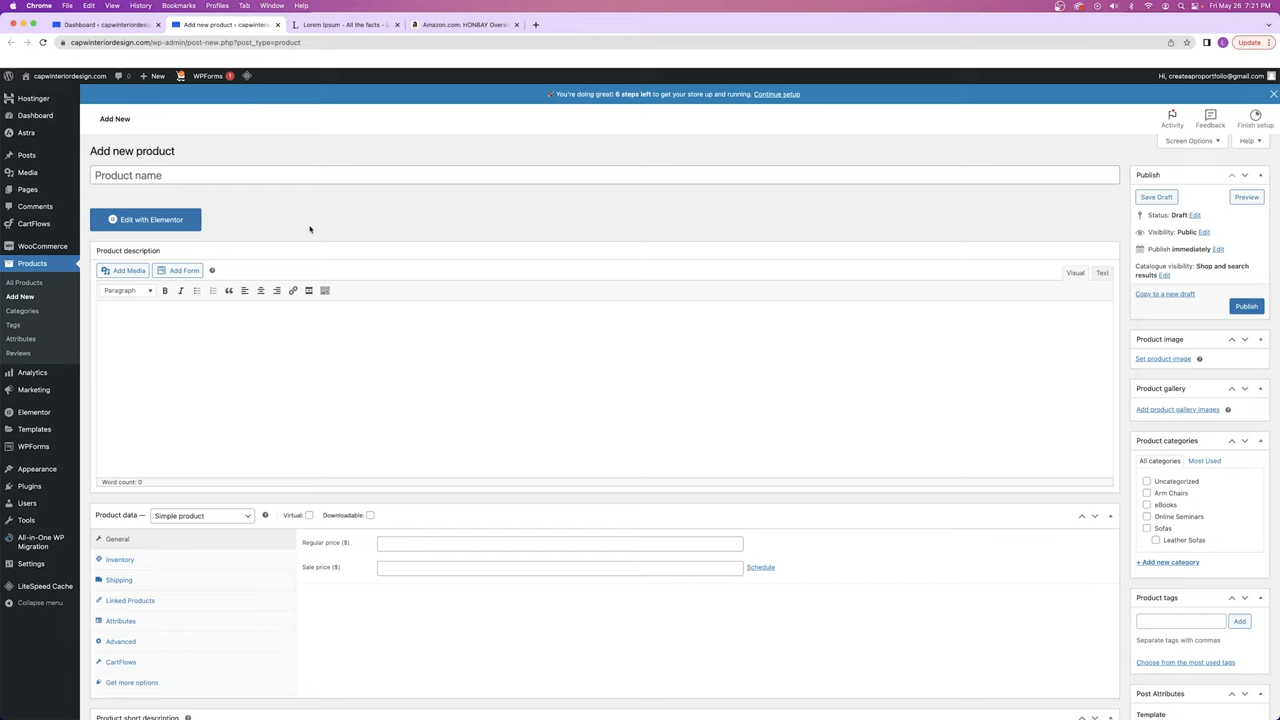 Chrome File Edit View History Bookmarks Profiles Tab Window Help Fri May 26 7:21 PM
Dashboard ‹ capwinteriordesi Add new product ‹ capwinterio Lorem Ipsum - All the facts - L Amazon.com: HONBAY Overs
capwinteriordesign.com/wp-admin/post-new.php?post_type=product L Update
capwinteriordesign.com 0 New WPForms 1 Hi, createaproportfolio@gmail.com
You're doing great! 6 steps left to get your store up and running. Continue setup
Hostinger
Dashboard
Astra
Posts
Media
Pages
Comments
CartFlows
WooCommerce
Products
All Products
Add New
Categories
Tags
Attributes
Reviews
Analytics
Marketing
Elementor
Templates
WPForms
Appearance
Plugins
Users
Tools
All-in-One WP
Migration
Settings
LiteSpeed Cache
Collapse menu
Add New
Activity Feedback Finish setup
Screen Options Help
Add new product
Product name
Edit with Elementor
Product description
Add Media Add Form
Visual Text
Paragraph B I
Word count: 0
Product data — Simple product Virtual: Downloadable:
General
Inventory
Shipping
Linked Products
Attributes
Advanced
CartFlows
Get more options
Regular price ($)
Sale price ($) Schedule
Product short description
Publish
Save Draft Preview
Status: Draft Edit
Visibility: Public Edit
Publish immediately Edit
Catalogue visibility: Shop and search
results Edit
Copy to a new draft
Publish
Product image
Set product image
Product gallery
Add product gallery images
Product categories
All categories Most Used
Uncategorized
Arm Chairs
eBooks
Online Seminars
Sofas
Leather Sofas
+ Add new category
Product tags
Add
Separate tags with commas
Choose from the most used tags
Post Attributes
Template